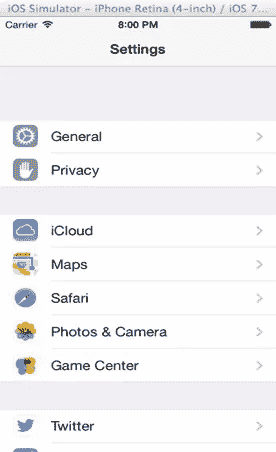 iOS Simulator – iPhone Retina (4-inch) / iOS 7...
Carrier 8:00 PM
Settings
General
Privacy
iCloud
Maps
Safari
Photos & Camera
Game Center
Twitter